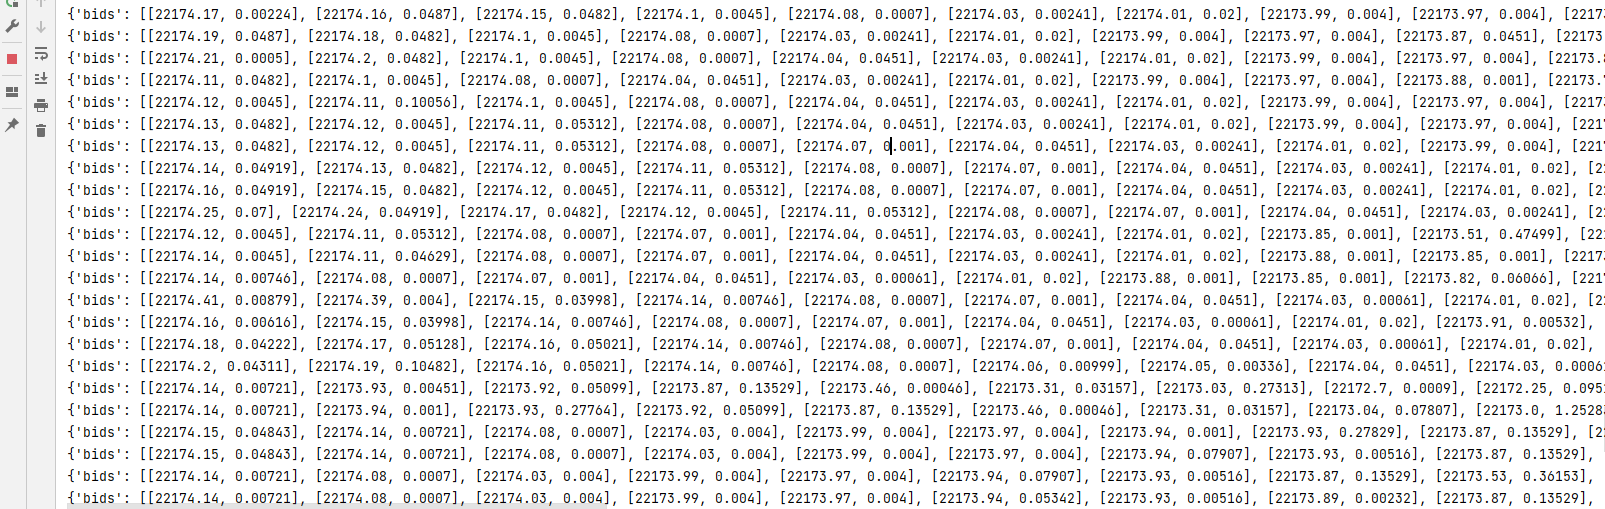 {'bids': [[22174.17, 0.00224], [22174.16, 0.0487], [22174.15, 0.0482], [22174.1, 0.0045], [22174.08, 0.0007], [22174.03, 0.00241], [22174.01, 0.02], [22173.99, 0.004], [22173.97, 0.004], [2217
{'bids': [[22174.19, 0.0487], [22174.18, 0.0482], [22174.1, 0.0045], [22174.08, 0.0007], [22174.03, 0.00241], [22174.01, 0.02], [22173.99, 0.004], [22173.97, 0.004], [22173.87, 0.0451], [22173
{'bids': [[22174.21, 0.0005], [22174.2, 0.0482], [22174.1, 0.0045], [22174.08, 0.0007], [22174.04, 0.0451], [22174.03, 0.00241], [22174.01, 0.02], [22173.99, 0.004], [22173.97, 0.004], [22173.8
{'bids': [[22174.11, 0.0482], [22174.1, 0.0045], [22174.08, 0.0007], [22174.04, 0.0451], [22174.03, 0.00241], [22174.01, 0.02], [22173.99, 0.004], [22173.97, 0.004], [22173.88, 0.001], [22173.
{'bids': [[22174.12, 0.0045], [22174.11, 0.10056], [22174.1, 0.0045], [22174.08, 0.0007], [22174.04, 0.0451], [22174.03, 0.00241], [22174.01, 0.02], [22173.99, 0.004], [22173.97, 0.004], [2217
{'bids': [[22174.13, 0.0482], [22174.12, 0.0045], [22174.11, 0.05312], [22174.08, 0.0007], [22174.04, 0.0451], [22174.03, 0.00241], [22174.01, 0.02], [22173.99, 0.004], [22173.97, 0.004], [221
{'bids': [[22174.13, 0.0482], [22174.12, 0.0045], [22174.11, 0.05312], [22174.08, 0.0007], [22174.07, 0.001], [22174.04, 0.0451], [22174.03, 0.00241], [22174.01, 0.02], [22173.99, 0.004], [221
{'bids': [[22174.14, 0.04919], [22174.13, 0.0482], [22174.12, 0.0045], [22174.11, 0.05312], [22174.08, 0.0007], [22174.07, 0.001], [22174.04, 0.0451], [22174.03, 0.00241], [22174.01, 0.02], [2
{'bids': [[22174.16, 0.04919], [22174.15, 0.0482], [22174.12, 0.0045], [22174.11, 0.05312], [22174.08, 0.0007], [22174.07, 0.001], [22174.04, 0.0451], [22174.03, 0.00241], [22174.01, 0.02], [2
{'bids': [[22174.25, 0.07], [22174.24, 0.04919], [22174.17, 0.0482], [22174.12, 0.0045], [22174.11, 0.05312], [22174.08, 0.0007], [22174.07, 0.001], [22174.04, 0.0451], [22174.03, 0.00241], [2
{'bids': [[22174.12, 0.0045], [22174.11, 0.05312], [22174.08, 0.0007], [22174.07, 0.001], [22174.04, 0.0451], [22174.03, 0.00241], [22174.01, 0.02], [22173.85, 0.001], [22173.51, 0.47499], [22
{'bids': [[22174.14, 0.0045], [22174.11, 0.04629], [22174.08, 0.0007], [22174.07, 0.001], [22174.04, 0.0451], [22174.03, 0.00241], [22174.01, 0.02], [22173.88, 0.001], [22173.85, 0.001], [2217
{'bids': [[22174.14, 0.00746], [22174.08, 0.0007], [22174.07, 0.001], [22174.04, 0.0451], [22174.03, 0.00061], [22174.01, 0.02], [22173.88, 0.001], [22173.85, 0.001], [22173.82, 0.06066], [221
{'bids': [[22174.41, 0.00879], [22174.39, 0.004], [22174.15, 0.03998], [22174.14, 0.00746], [22174.08, 0.0007], [22174.07, 0.001], [22174.04, 0.0451], [22174.03, 0.00061], [22174.01, 0.02], [2
{'bids': [[22174.16, 0.00616], [22174.15, 0.03998], [22174.14, 0.00746], [22174.08, 0.0007], [22174.07, 0.001], [22174.04, 0.0451], [22174.03, 0.00061], [22174.01, 0.02], [22173.91, 0.00532],
{'bids': [[22174.18, 0.04222], [22174.17, 0.05128], [22174.16, 0.05021], [22174.14, 0.00746], [22174.08, 0.0007], [22174.07, 0.001], [22174.04, 0.0451], [22174.03, 0.00061], [22174.01, 0.02],
{'bids': [[22174.2, 0.04311], [22174.19, 0.10482], [22174.16, 0.05021], [22174.14, 0.00746], [22174.08, 0.0007], [22174.06, 0.00999], [22174.05, 0.00336], [22174.04, 0.0451], [22174.03, 0.0006
{'bids': [[22174.14, 0.00721], [22173.93, 0.00451], [22173.92, 0.05099], [22173.87, 0.13529], [22173.46, 0.00046], [22173.31, 0.03157], [22173.03, 0.27313], [22172.7, 0.0009], [22172.25, 0.095
{'bids': [[22174.14, 0.00721], [22173.94, 0.001], [22173.93, 0.27764], [22173.92, 0.05099], [22173.87, 0.13529], [22173.46, 0.00046], [22173.31, 0.03157], [22173.04, 0.07807], [22173.0, 1.2528
{'bids': [[22174.15, 0.04843], [22174.14, 0.00721], [22174.08, 0.0007], [22174.03, 0.004], [22173.99, 0.004], [22173.97, 0.004], [22173.94, 0.001], [22173.93, 0.27829], [22173.87, 0.13529], [2
{'bids': [[22174.15, 0.04843], [22174.14, 0.00721], [22174.08, 0.0007], [22174.03, 0.004], [22173.99, 0.004], [22173.97, 0.004], [22173.94, 0.07907], [22173.93, 0.00516], [22173.87, 0.13529],
{'bids': [[22174.14, 0.00721], [22174.08, 0.0007], [22174.03, 0.004], [22173.99, 0.004], [22173.97, 0.004], [22173.94, 0.07907], [22173.93, 0.00516], [22173.87, 0.13529], [22173.53, 0.36153],
{'bids': [[22174.14, 0.00721], [22174.08, 0.0007], [22174.03, 0.004], [22173.99, 0.004], [22173.97, 0.004], [22173.94, 0.05342], [22173.93, 0.00516], [22173.89, 0.00232], [22173.87, 0.13529],